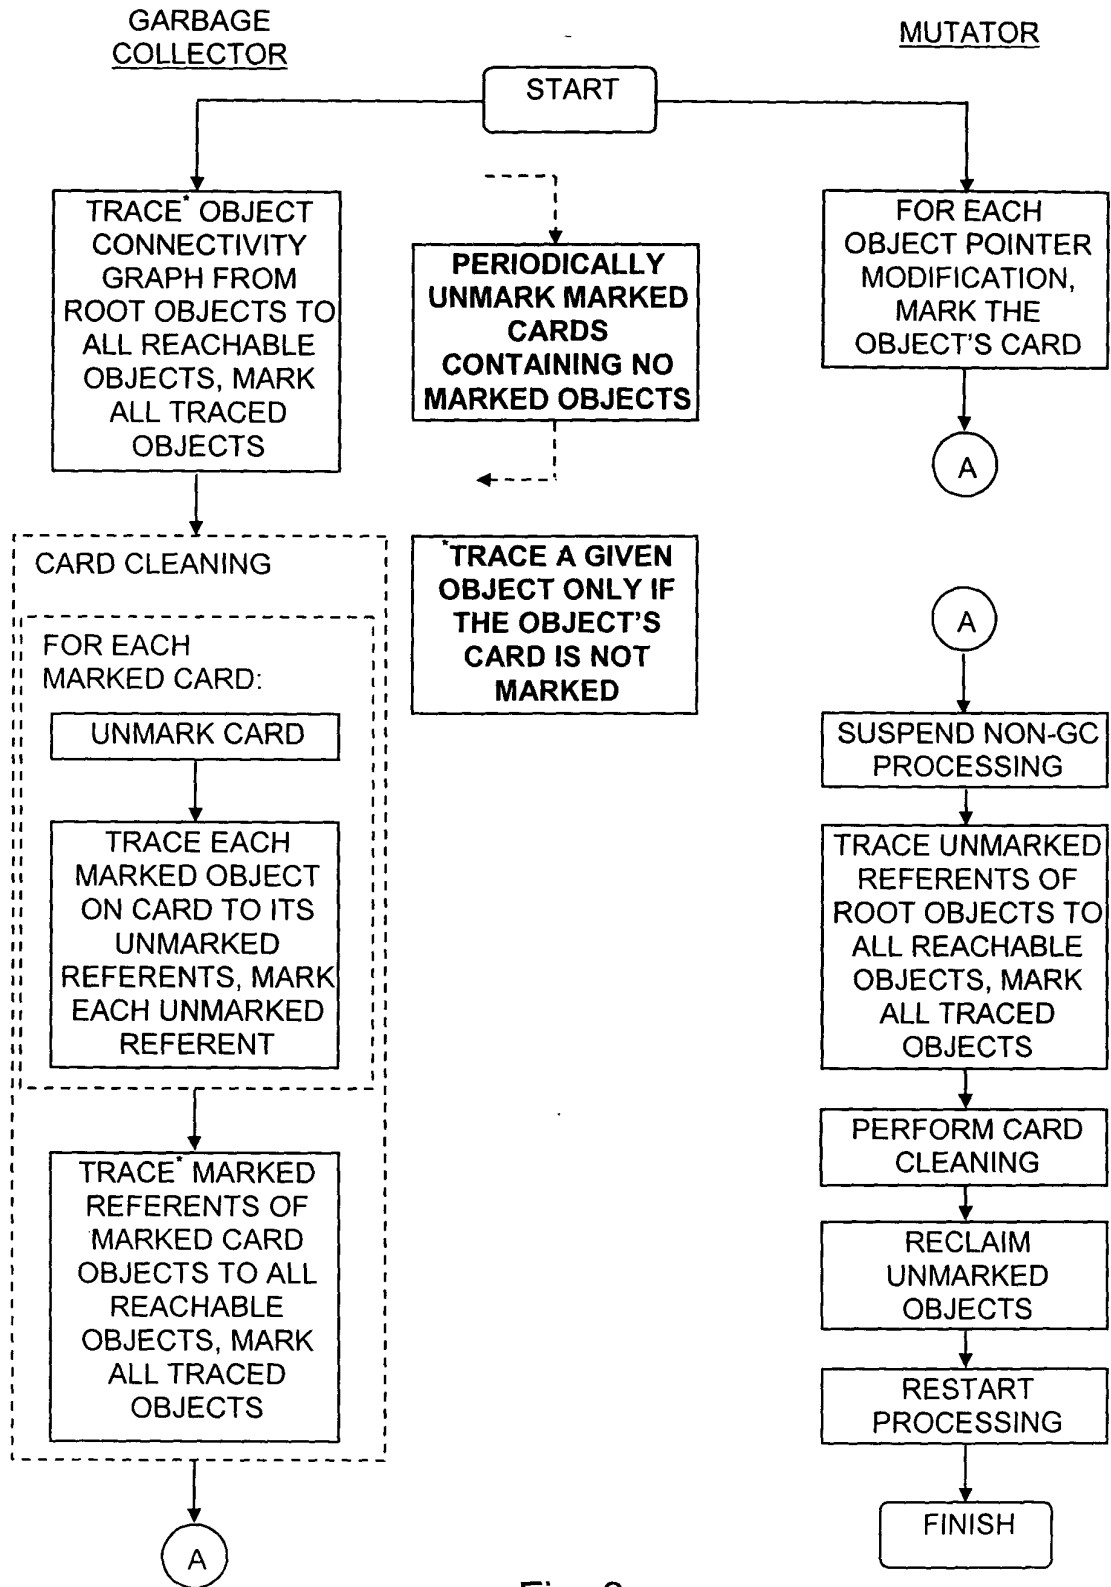 GARBAGE
COLLECTOR
MUTATOR
START
TRACE* OBJECT
CONNECTIVITY
GRAPH FROM
ROOT OBJECTS TO
ALL REACHABLE
OBJECTS, MARK
ALL TRACED
OBJECTS
PERIODICALLY
UNMARK MARKED
CARDS
CONTAINING NO
MARKED OBJECTS
FOR EACH
OBJECT POINTER
MODIFICATION,
MARK THE
OBJECT'S CARD
A
CARD CLEANING
FOR EACH
MARKED CARD:
UNMARK CARD
TRACE EACH
MARKED OBJECT
ON CARD TO ITS
UNMARKED
REFERENTS, MARK
EACH UNMARKED
REFERENT
TRACE* MARKED
REFERENTS OF
MARKED CARD
OBJECTS TO ALL
REACHABLE
OBJECTS, MARK
ALL TRACED
OBJECTS
A
*TRACE A GIVEN
OBJECT ONLY IF
THE OBJECT'S
CARD IS NOT
MARKED
A
SUSPEND NON-GC
PROCESSING
TRACE UNMARKED
REFERENTS OF
ROOT OBJECTS TO
ALL REACHABLE
OBJECTS, MARK
ALL TRACED
OBJECTS
PERFORM CARD
CLEANING
RECLAIM
UNMARKED
OBJECTS
RESTART
PROCESSING
FINISH